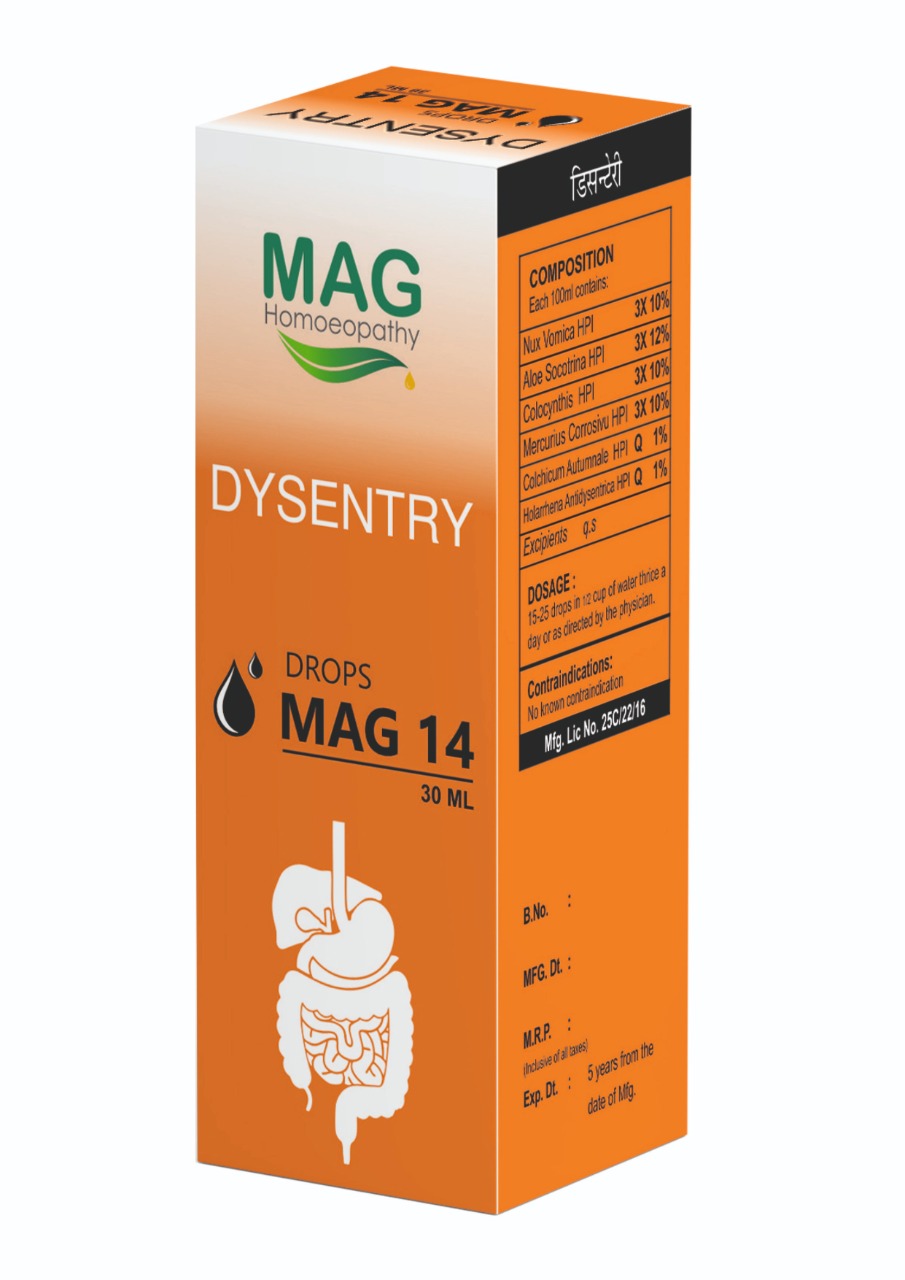 DYSENTRY
DROPS
MAG 14
30 ML
MAG
Homoeopathy
DYSENTRY
DROPS
MAG 14
30 ML
डिसन्टेरी
COMPOSITION
Each 100ml contains:
Nux Vomica HPI 3X 10%
Aloe Socotrina HPI 3X 12%
Colocynthis HPI 3X 10%
Mercurius Corrosivu HPI 3X 10%
Colchicum Autumnale HPI Q 1%
Holarrhena Antidysentrica HPI Q 1%
Excipients q.s
DOSAGE :
15-25 drops in 1/2 cup of water thrice a
day or as directed by the physician.
Contraindications:
No known contraindication
Mfg. Lic No. 25C/22/16
B.No. :
MFG. Dt. :
M.R.P. :
(Inclusive of all taxes)
Exp. Dt. : 5 years from the
date of Mfg.